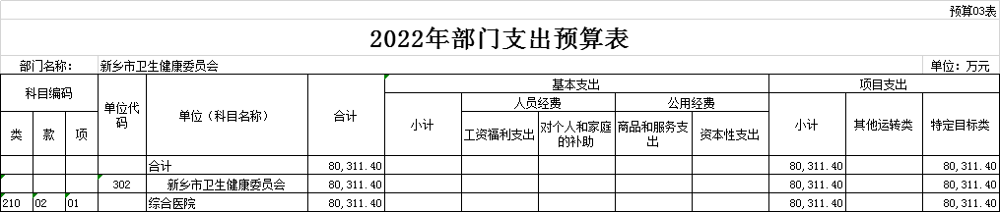 预算03表
2022年部门支出预算表
部门名称： 新乡市卫生健康委员会 单位：万元
科目编码 单位代码 单位（科目名称） 合计 基本支出 项目支出
小计 人员经费 公用经费 小计 其他运转类 特定目标类
类 款 项 工资福利支出 对个人和家庭的补助 商品和服务支出 资本性支出
合计 80,311.40 80,311.40 80,311.40
302 新乡市卫生健康委员会 80,311.40 80,311.40 80,311.40
210 02 01 综合医院 80,311.40 80,311.40 80,311.40